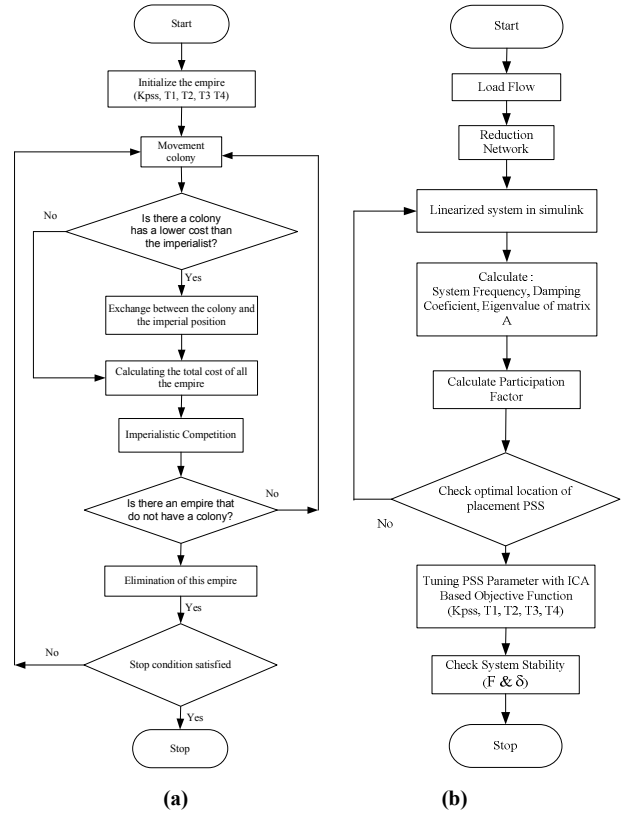 Start
Initialize the empire
(Kpss, T1, T2, T3 T4)
Movement
colony
No
Is there a colony
has a lower cost than
the imperialist?
Yes
Exchange between the colony and
the imperial position
Calculating the total cost of all
the empire
Imperialistic Competition
Is there an empire that
do not have a colony?
No
Elimination of this empire
Yes
No
Stop condition satisfied
Yes
Stop
(a)
Start
Load Flow
Reduction
Network
Linearized system in simulink
Calculate :
System Frequency, Damping
Coeficient, Eigenvalue of matrix
A
Calculate Participation
Factor
Check optimal location of
placement PSS
No
Tuning PSS Parameter with ICA
Based Objective Function
(Kpss, T1, T2, T3, T4)
Check System Stability
(F & δ)
Stop
(b)